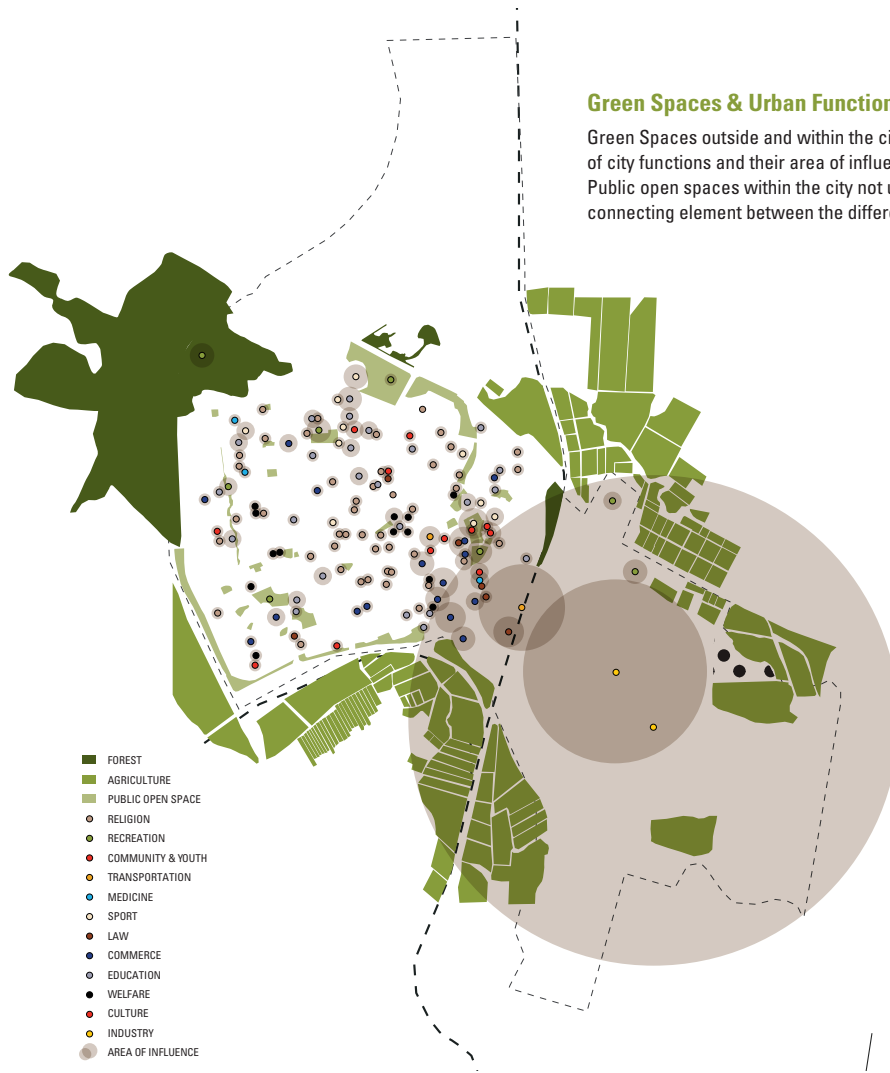 Green Spaces & Urban Function
Green Spaces outside and within the ci
of city functions and their area of influe
Public open spaces within the city not u
connecting element between the differe
FOREST
AGRICULTURE
PUBLIC OPEN SPACE
RELIGION
RECREATION
COMMUNITY & YOUTH
TRANSPORTATION
MEDICINE
SPORT
LAW
COMMERCE
EDUCATION
WELFARE
CULTURE
INDUSTRY
AREA OF INFLUENCE